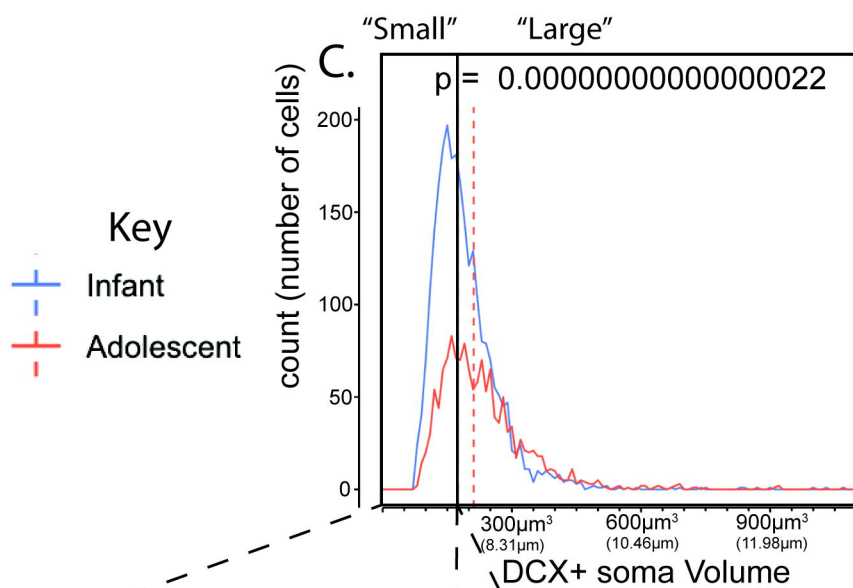 “Small” “Large”
C.
p = 0.00000000000000022
200
150
100
50
0
count (number of cells)
Key
Infant
Adolescent
300µm³ 600µm³ 900µm³
(8.31µm) (10.46µm) (11.98µm)
DCX+ soma Volume